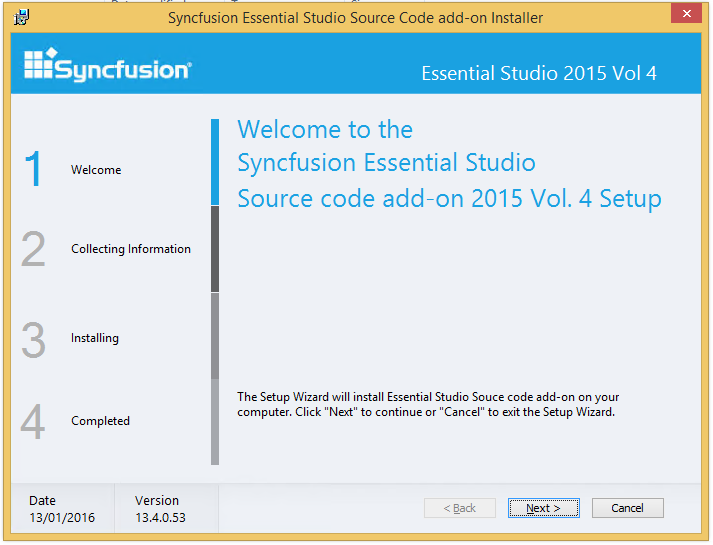 Syncfusion Essential Studio Source Code add-on Installer
Syncfusion®
Essential Studio 2015 Vol 4
1 Welcome
2 Collecting Information
3 Installing
4 Completed
Welcome to the
Syncfusion Essential Studio
Source code add-on 2015 Vol. 4 Setup
The Setup Wizard will install Essential Studio Souce code add-on on your
computer. Click "Next" to continue or "Cancel" to exit the Setup Wizard.
Date
13/01/2016
Version
13.4.0.53
< Back
Next >
Cancel